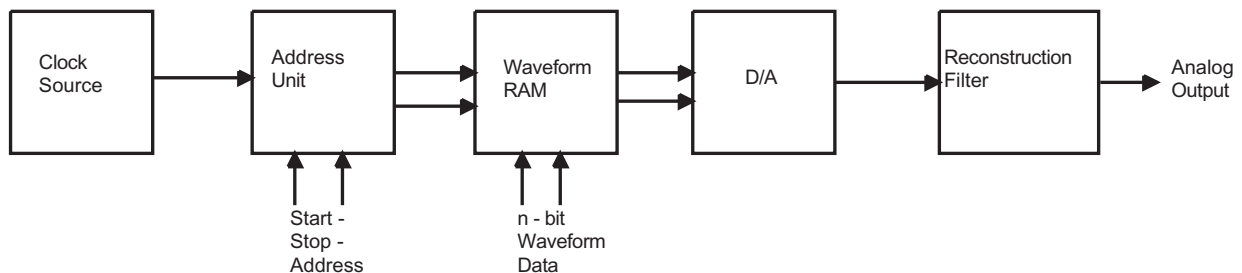 Clock
Source
Address
Unit
Waveform
RAM
D/A
Reconstruction
Filter
Analog
Output
Start -
Stop -
Address
n - bit
Waveform
Data